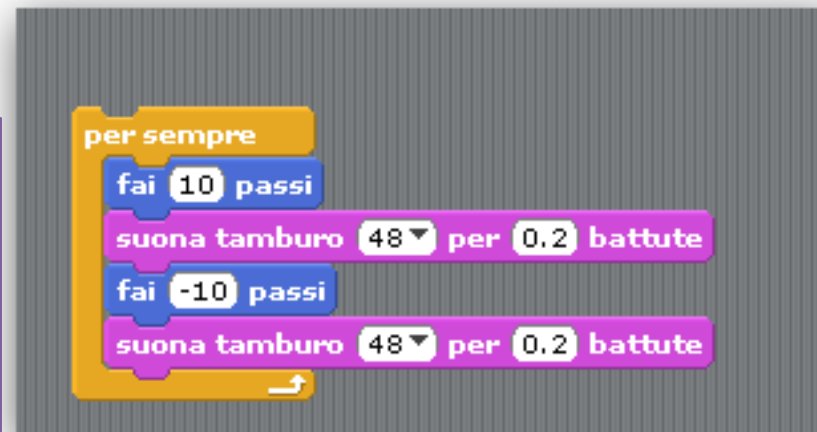 per sempre
fai 10 passi
suona tamburo 48 per 0.2 battute
fai -10 passi
suona tamburo 48 per 0.2 battute